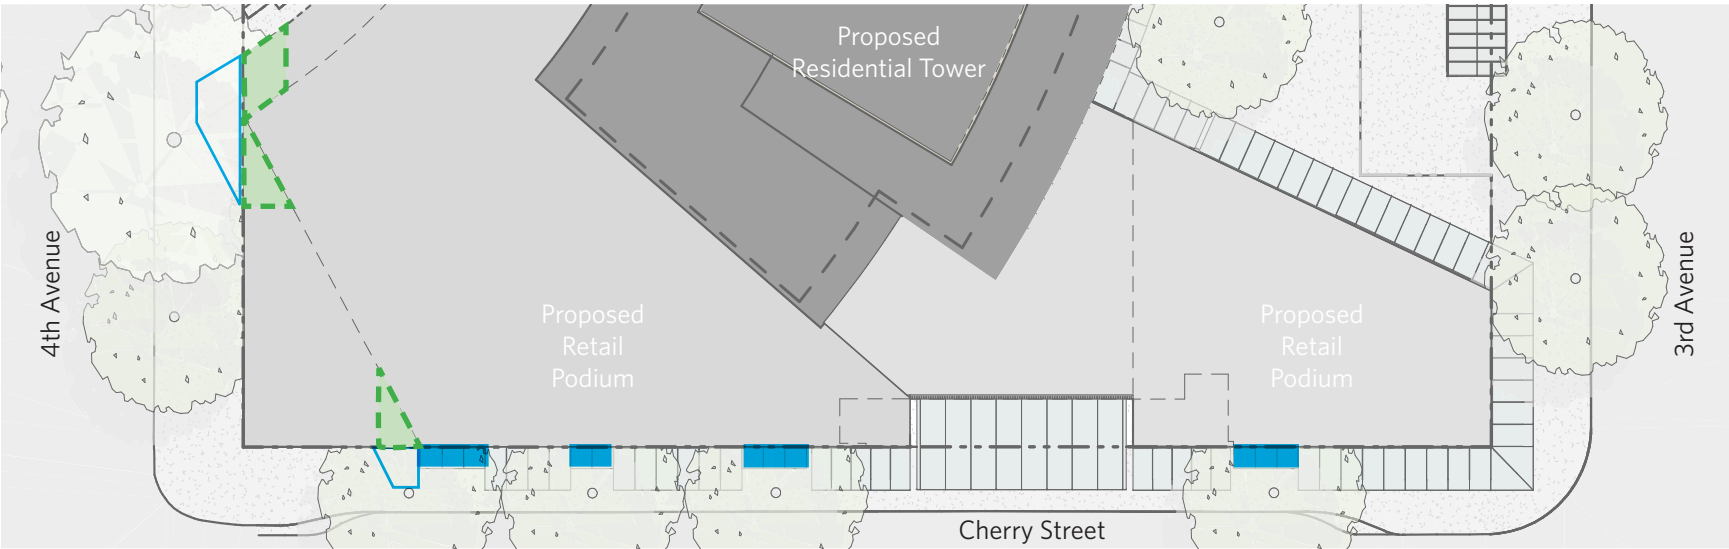 Proposed
Residential Tower
4th Avenue
Proposed
Retail
Podium
Proposed
Retail
Podium
3rd Avenue
Cherry Street